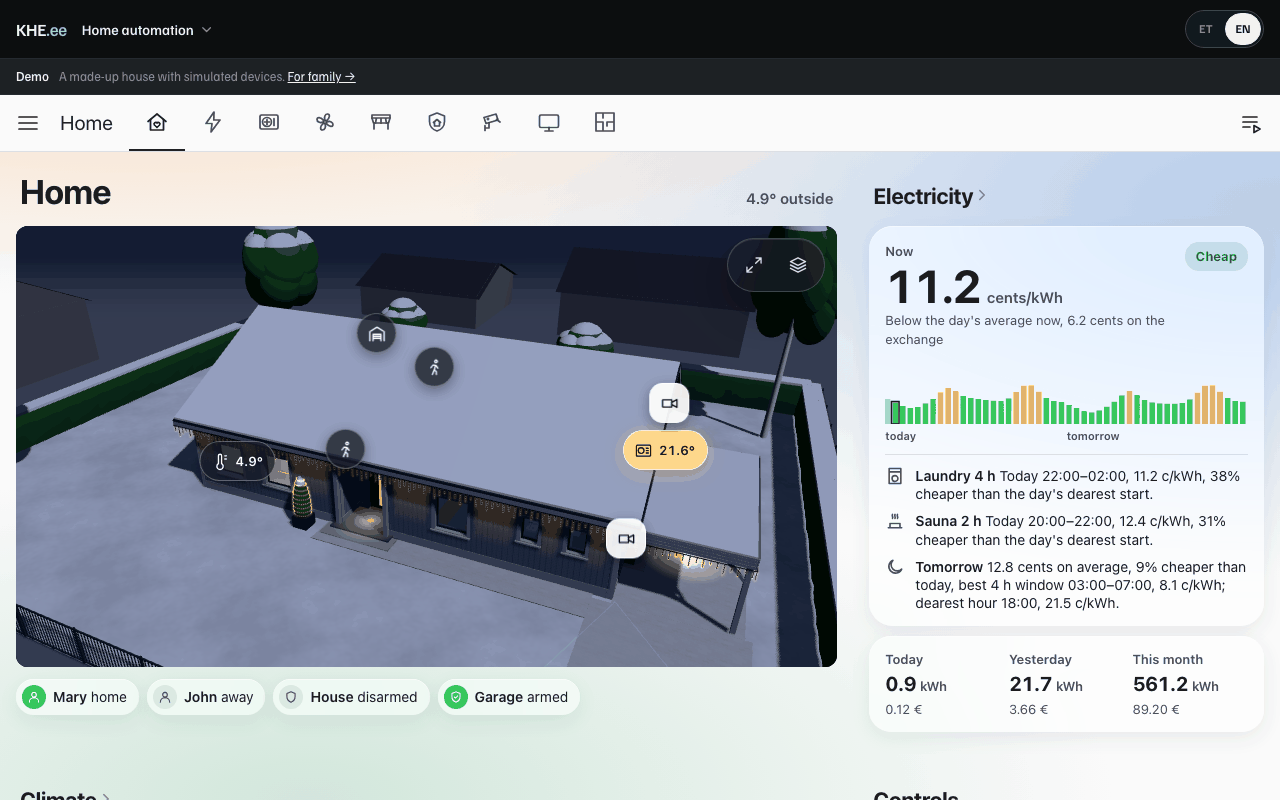 KHE.ee
Home automation
ET
EN
Demo
A made-up house with simulated devices. For family →
Home
Home
4.9° outside
4.9°
21.6°
Mary home
John away
House disarmed
Garage armed
Electricity
Now
Cheap
11.2 cents/kWh
Below the day's average now, 6.2 cents on the
exchange
today
tomorrow
Laundry 4 h Today 22:00–02:00, 11.2 c/kWh, 38%
cheaper than the day's dearest start.
Sauna 2 h Today 20:00–22:00, 12.4 c/kWh, 31%
cheaper than the day's dearest start.
Tomorrow 12.8 cents on average, 9% cheaper than
today, best 4 h window 03:00–07:00, 8.1 c/kWh;
dearest hour 18:00, 21.5 c/kWh.
Today
0.9 kWh
0.12 €
Yesterday
21.7 kWh
3.66 €
This month
561.2 kWh
89.20 €
Climate
Controls